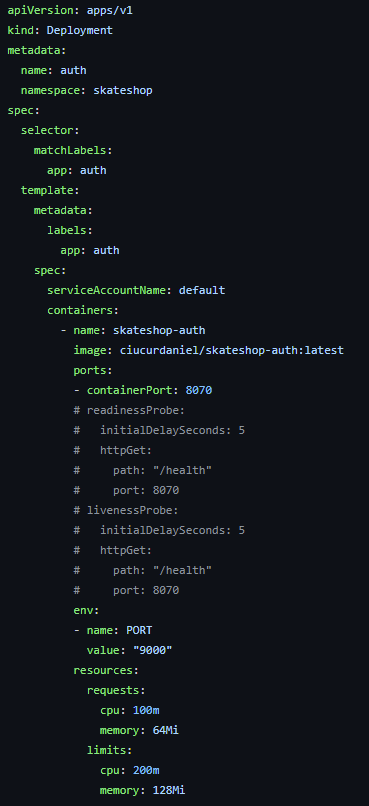 apiVersion: apps/v1
kind: Deployment
metadata:
  name: auth
  namespace: skateshop
spec:
  selector:
    matchLabels:
      app: auth
  template:
    metadata:
      labels:
        app: auth
    spec:
      serviceAccountName: default
      containers:
        - name: skateshop-auth
          image: ciucurdaniel/skateshop-auth:latest
          ports:
          - containerPort: 8070
          # readinessProbe:
          #   initialDelaySeconds: 5
          #   httpGet:
          #     path: "/health"
          #     port: 8070
          # livenessProbe:
          #   initialDelaySeconds: 5
          #   httpGet:
          #     path: "/health"
          #     port: 8070
          env:
          - name: PORT
            value: "9000"
          resources:
            requests:
              cpu: 100m
              memory: 64Mi
            limits:
              cpu: 200m
              memory: 128Mi